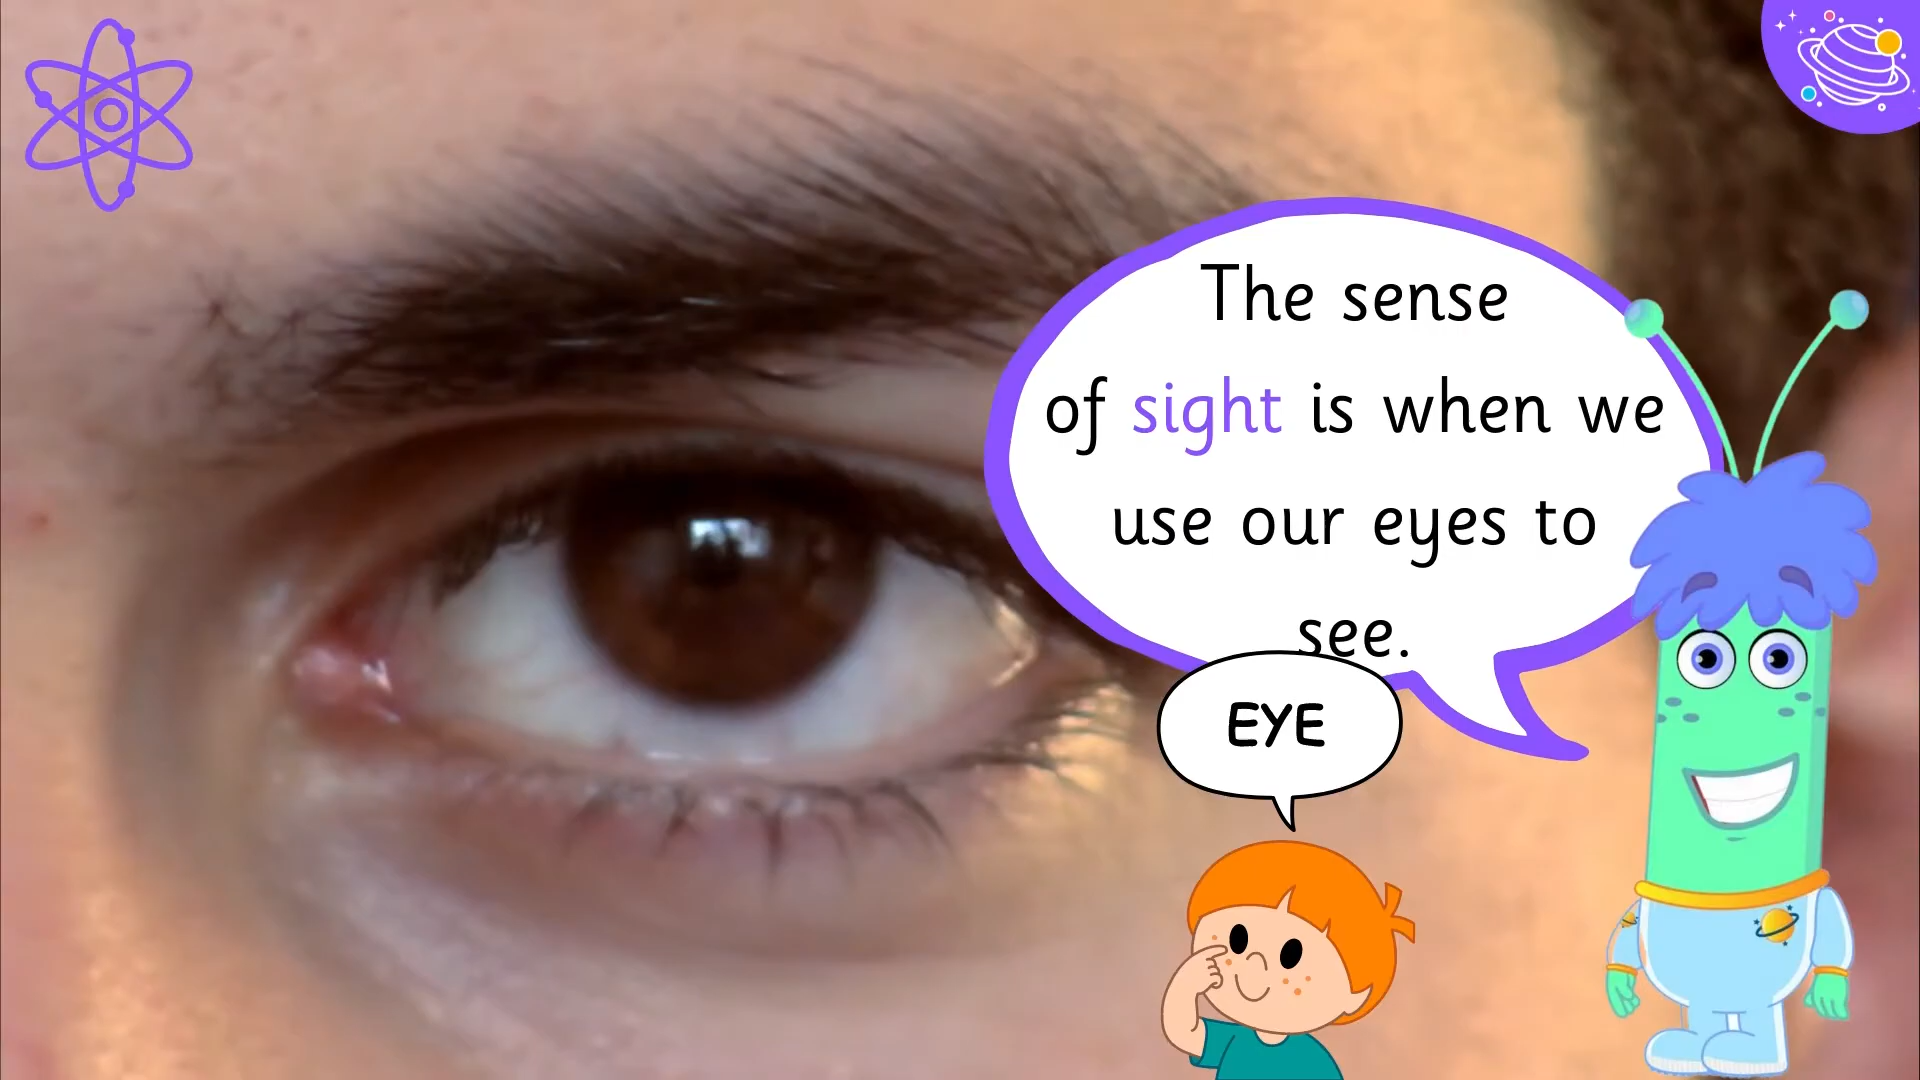 The sense
of sight is when we
use our eyes to
see.
EYE